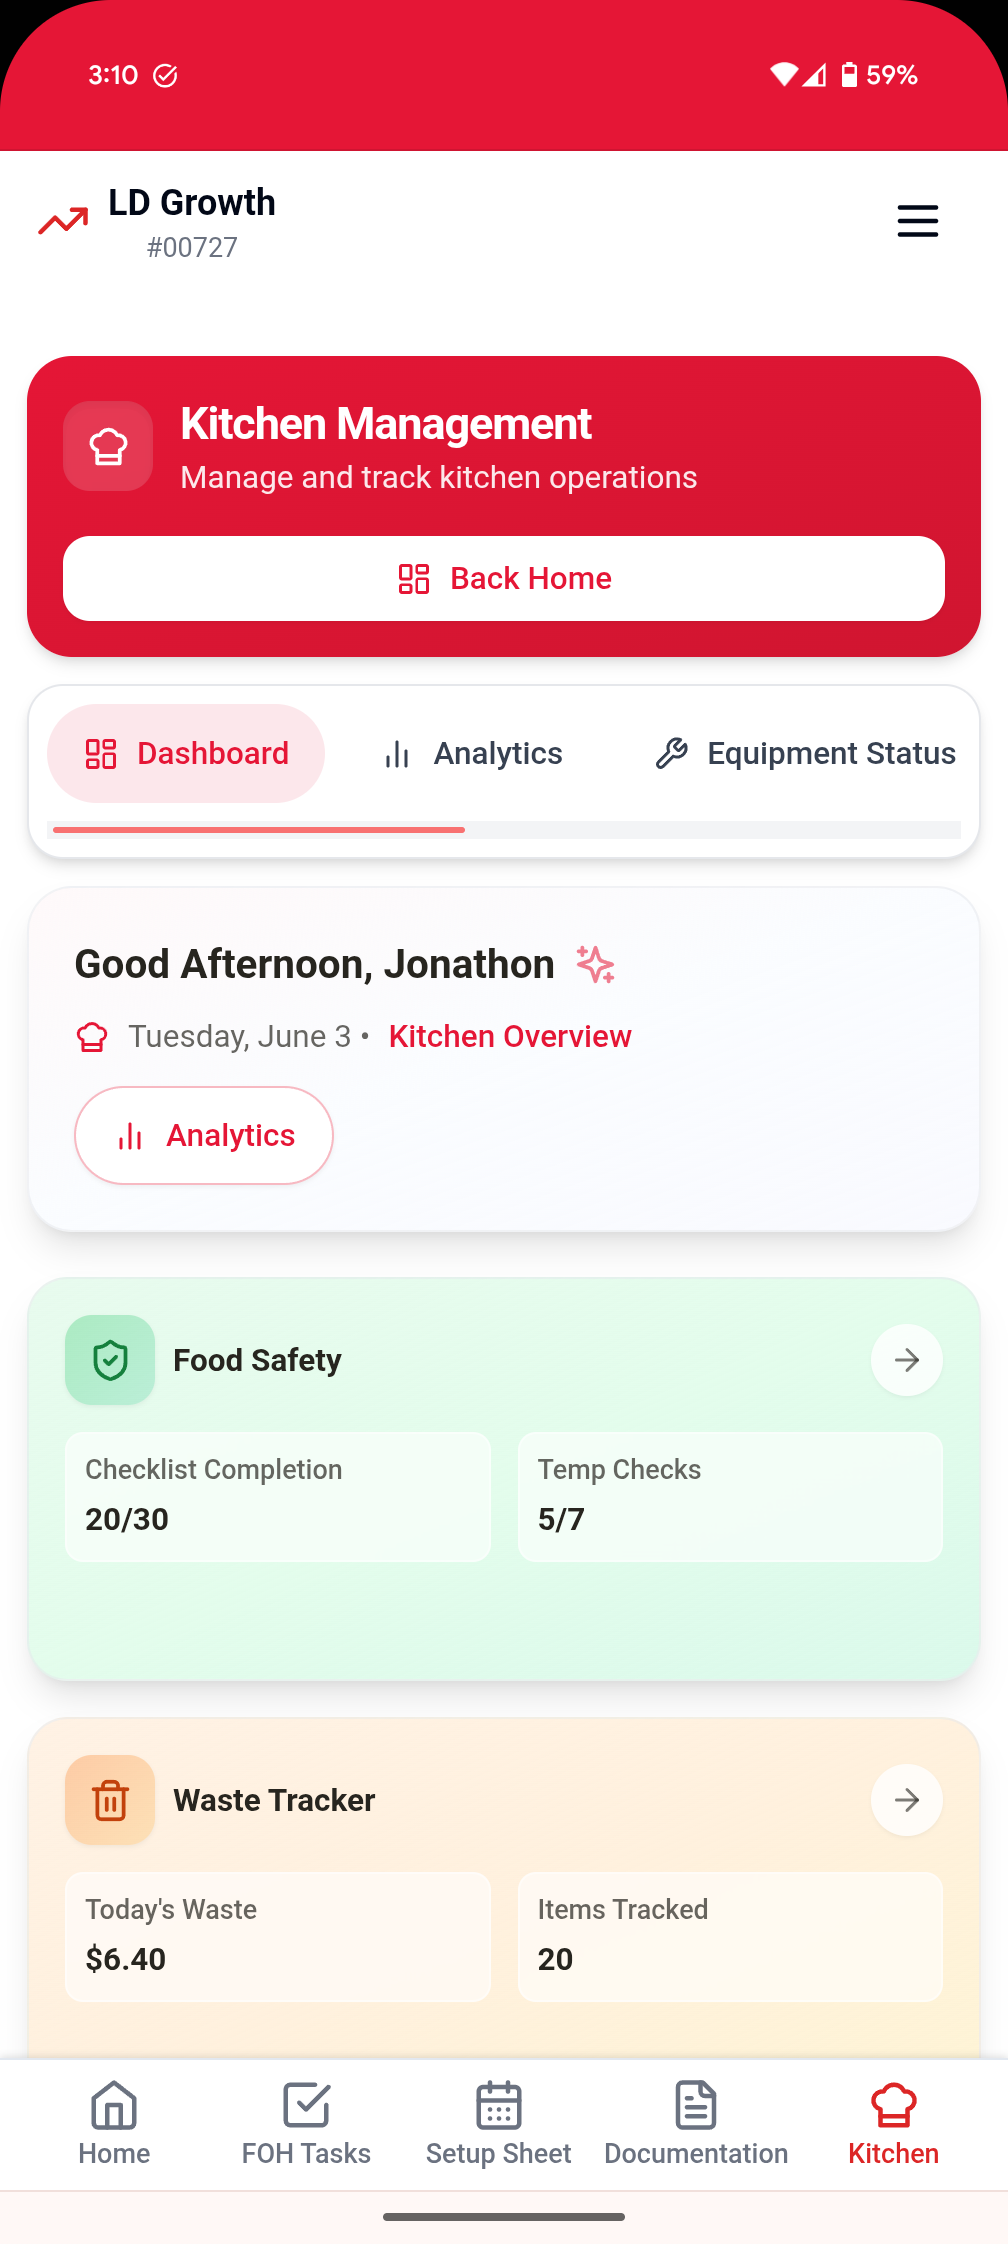 3:10
59%
LD Growth
#00727
Kitchen Management
Manage and track kitchen operations
Back Home
Dashboard
Analytics
Equipment Status
Good Afternoon, Jonathon
Tuesday, June 3 • Kitchen Overview
Analytics
Food Safety
Checklist Completion
20/30
Temp Checks
5/7
Waste Tracker
Today's Waste
$6.40
Items Tracked
20
Home
FOH Tasks
Setup Sheet
Documentation
Kitchen